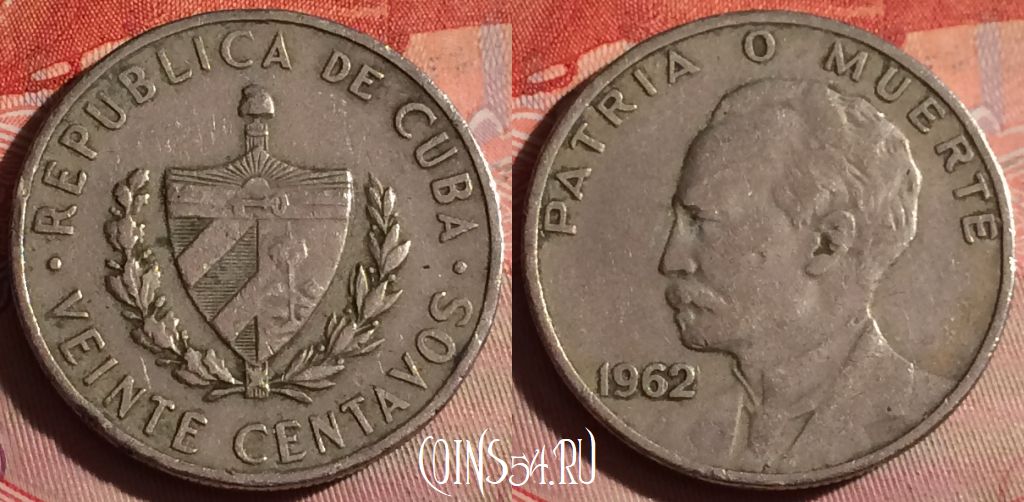 REPUBLICA DE CUBA
· VEINTE CENTAVOS ·
PATRIA O MUERTE
1962
COINS54.RU